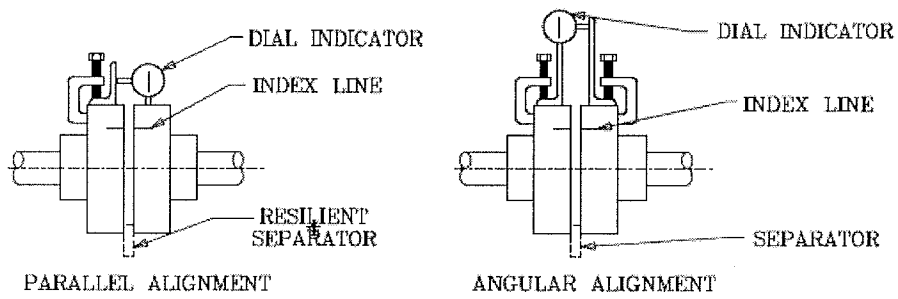 DIAL INDICATOR
INDEX LINE
RESILIENT
SEPARATOR
PARALLEL ALIGNMENT
DIAL INDICATOR
INDEX LINE
SEPARATOR
ANGULAR ALIGNMENT